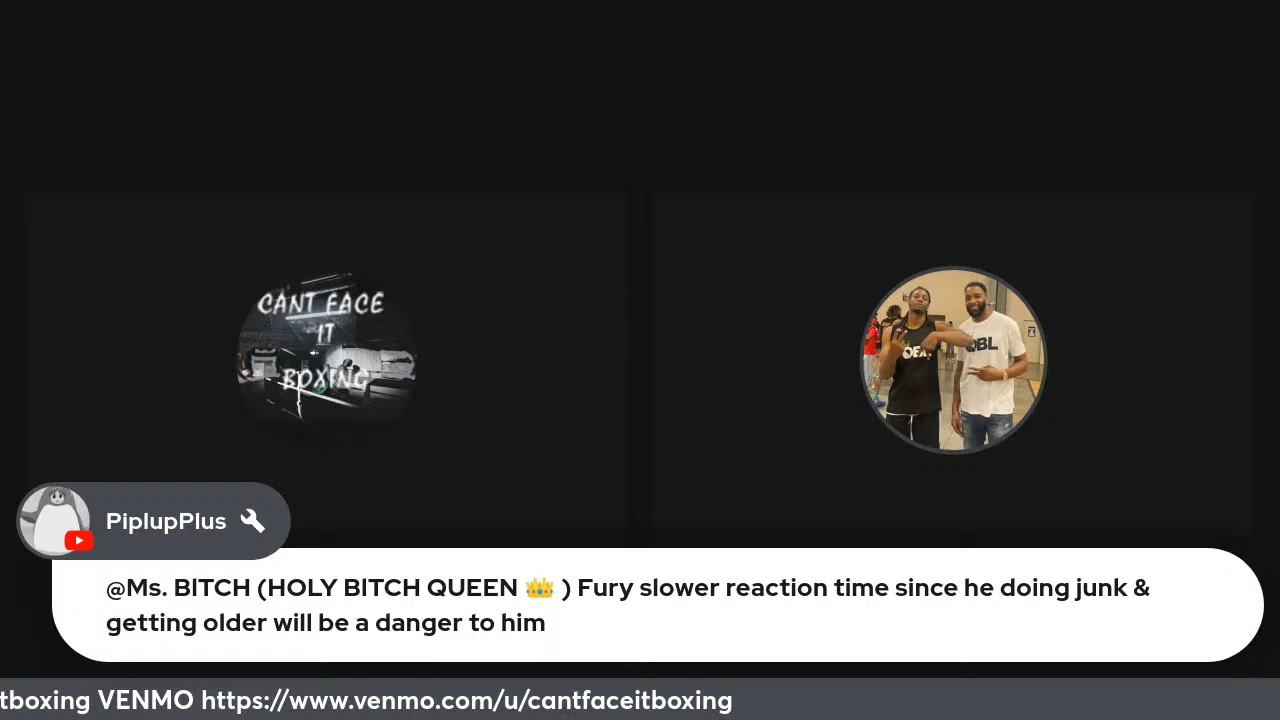 CANT FACE
IT
BOXING
QBL
PiplupPlus
@Ms. BITCH (HOLY BITCH QUEEN 👑 ) Fury slower reaction time since he doing junk &
getting older will be a danger to him
tboxing VENMO https://www.venmo.com/u/cantfaceitboxing